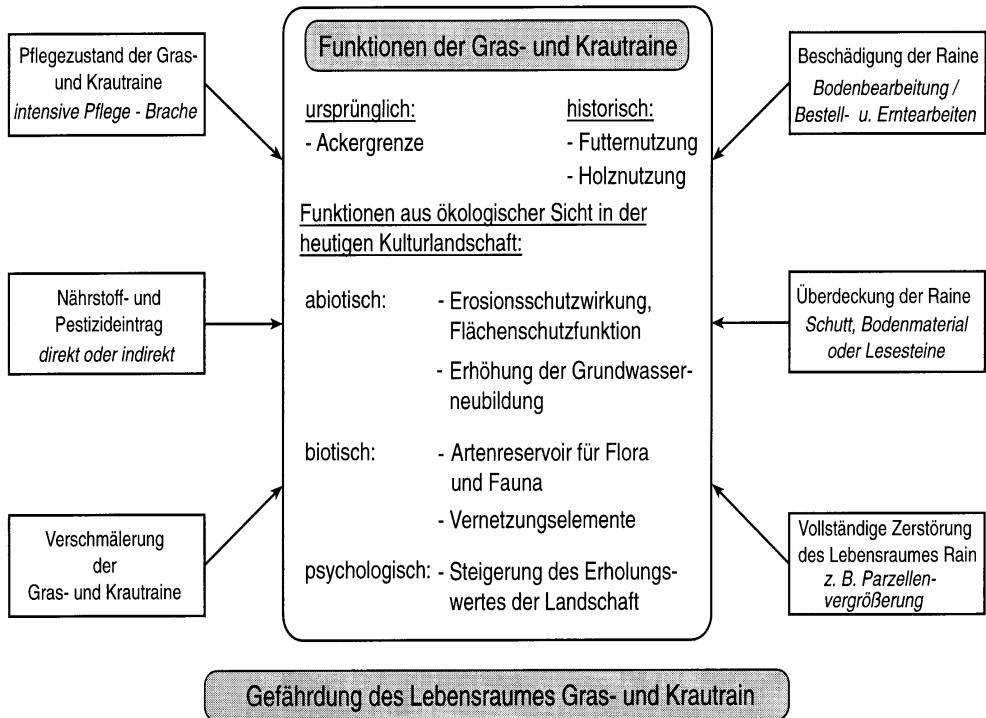 Pflegezustand der Gras-
und Krautraine
intensive Pflege - Brache
Nährstoff- und
Pestizideintrag
direkt oder indirekt
Verschmälerung
der
Gras- und Krautraine
Funktionen der Gras- und Krautraine
ursprünglich:
- Ackergrenze
historisch:
- Futternutzung
- Holznutzung
Funktionen aus ökologischer Sicht in der
heutigen Kulturlandschaft:
abiotisch: - Erosionsschutzwirkung,
Flächenschutzfunktion
- Erhöhung der Grundwasser-
neubildung
biotisch: - Artenreservoir für Flora
und Fauna
- Vernetzungselemente
psychologisch: - Steigerung des Erholungs-
wertes der Landschaft
Beschädigung der Raine
Bodenbearbeitung /
Bestell- u. Erntearbeiten
Überdeckung der Raine
Schutt, Bodenmaterial
oder Lesesteine
Vollständige Zerstörung
des Lebensraumes Rain
z. B. Parzellen-
vergrößerung
Gefährdung des Lebensraumes Gras- und Krautrain